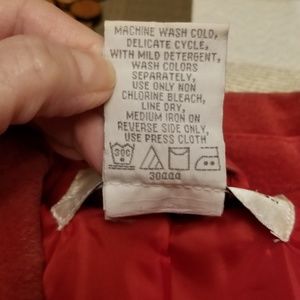 MACHINE WASH COLD,
DELICATE CYCLE,
WITH MILD DETERGENT,
WASH COLORS
SEPARATELY,
USE ONLY NON
CHLORINE BLEACH,
LINE DRY,
MEDIUM IRON ON
REVERSE SIDE ONLY,
USE PRESS CLOTH
30C